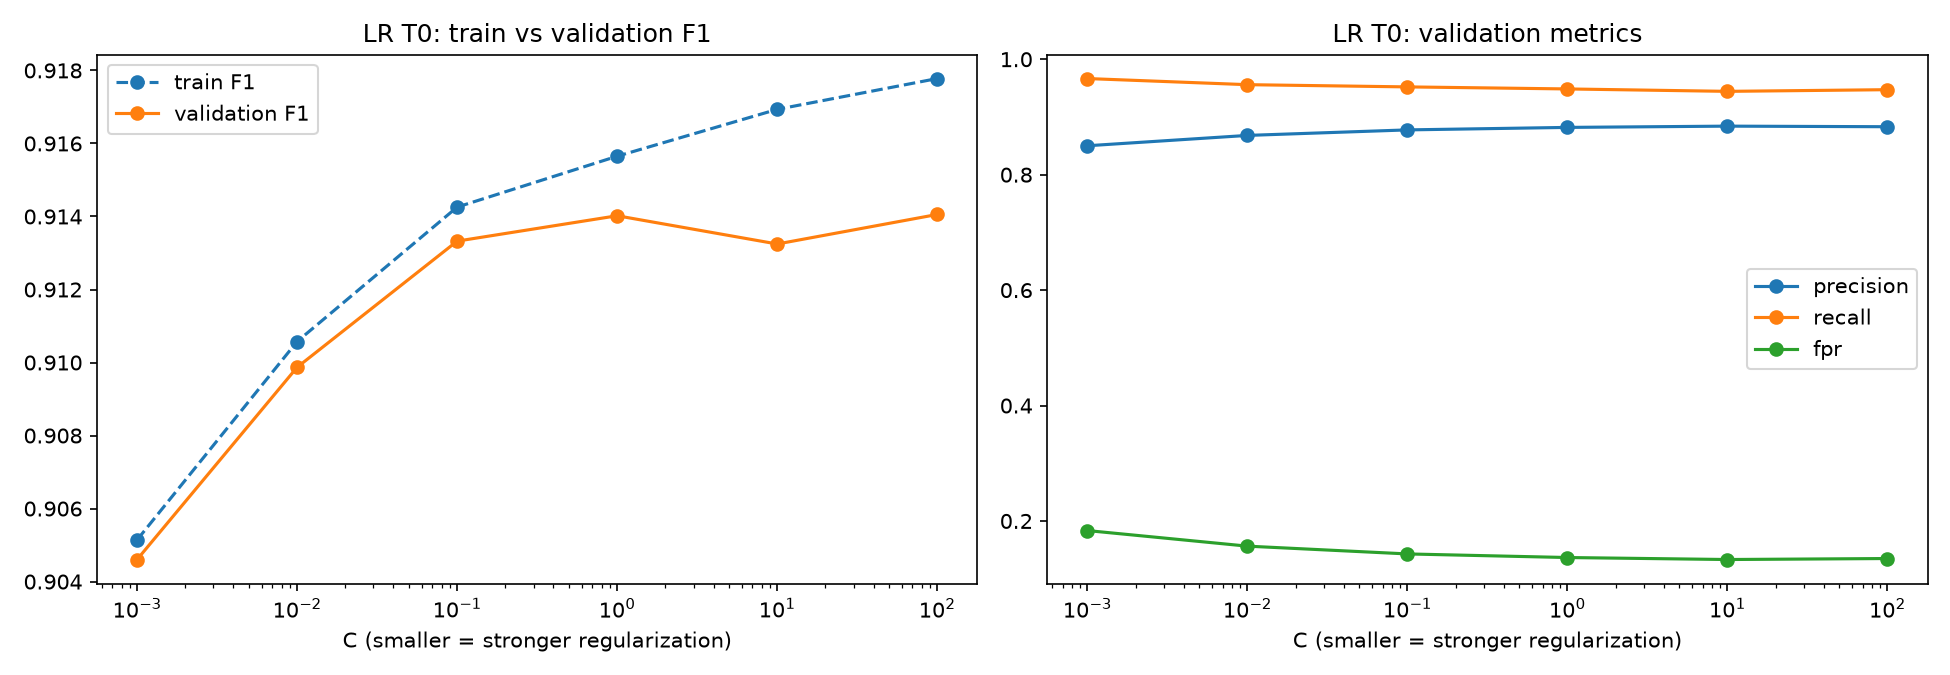 LR T0: train vs validation F1
train F1
validation F1
0.918
0.916
0.914
0.912
0.910
0.908
0.906
0.904
10⁻³ 10⁻² 10⁻¹ 10⁰ 10¹ 10²
C (smaller = stronger regularization)
LR T0: validation metrics
1.0
0.8
0.6
0.4
0.2
precision
recall
fpr
10⁻³ 10⁻² 10⁻¹ 10⁰ 10¹ 10²
C (smaller = stronger regularization)